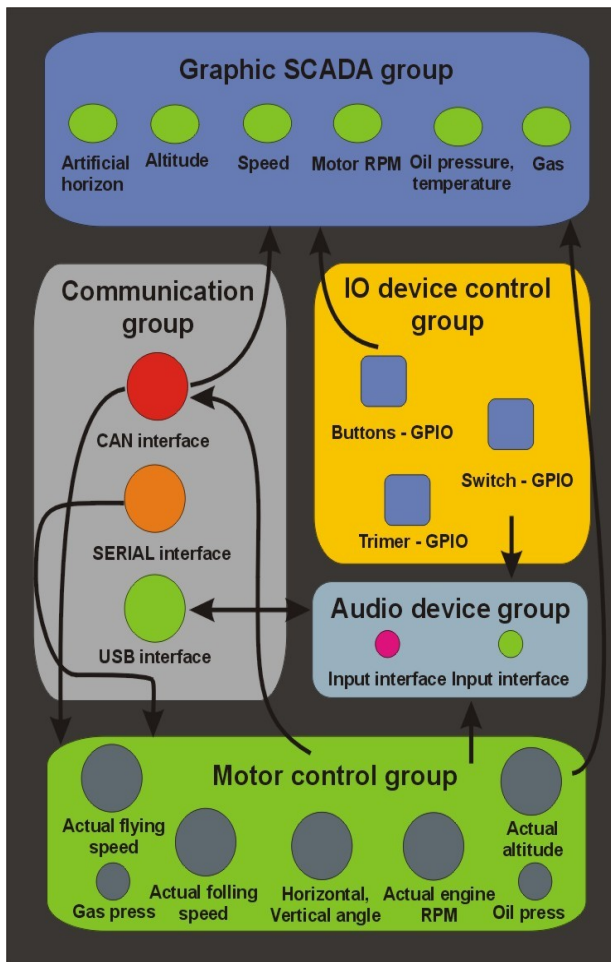 Graphic SCADA group
Artificial
horizon
Altitude
Speed
Motor RPM
Oil pressure,
temperature
Gas
Communication
group
CAN interface
SERIAL interface
USB interface
IO device control
group
Buttons - GPIO
Switch - GPIO
Trimer - GPIO
Audio device group
Input interface
Input interface
Motor control group
Actual flying
speed
Gas press
Actual folling
speed
Horizontal,
Vertical angle
Actual engine
RPM
Actual
altitude
Oil press